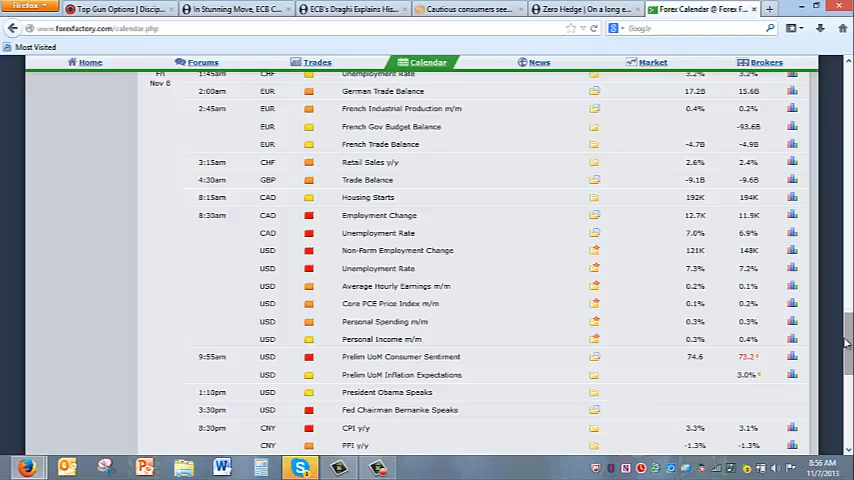 Firefox
Top Gun Options | Discip...
In Stunning Move, ECB C...
ECB's Draghi Explains His...
Cautious consumers see...
Zero Hedge | On a long e...
Forex Calendar @ Forex F...
www.forexfactory.com/calendar.php
Google
Most Visited
Home Forums Trades Calendar News Market Brokers
Fri 1:45am CHF Unemployment Rate 3.2% 3.2%
Nov 8
2:00am EUR German Trade Balance 17.2B 15.6B
2:45am EUR French Industrial Production m/m 0.4% 0.2%
EUR French Gov Budget Balance -93.6B
EUR French Trade Balance -4.7B -4.9B
3:15am CHF Retail Sales y/y 2.6% 2.4%
4:30am GBP Trade Balance -9.1B -9.6B
8:15am CAD Housing Starts 192K 194K
8:30am CAD Employment Change 12.7K 11.9K
CAD Unemployment Rate 7.0% 6.9%
USD Non-Farm Employment Change 121K 148K
USD Unemployment Rate 7.3% 7.2%
USD Average Hourly Earnings m/m 0.2% 0.1%
USD Core PCE Price Index m/m 0.1% 0.2%
USD Personal Spending m/m 0.3% 0.3%
USD Personal Income m/m 0.3% 0.4%
9:55am USD Prelim UoM Consumer Sentiment 74.6 73.2
USD Prelim UoM Inflation Expectations 3.0%
1:10pm USD President Obama Speaks
3:30pm USD Fed Chairman Bernanke Speaks
8:30pm CNY CPI y/y 3.3% 3.1%
CNY PPI y/y -1.3% -1.3%
8:56 AM
11/7/2013